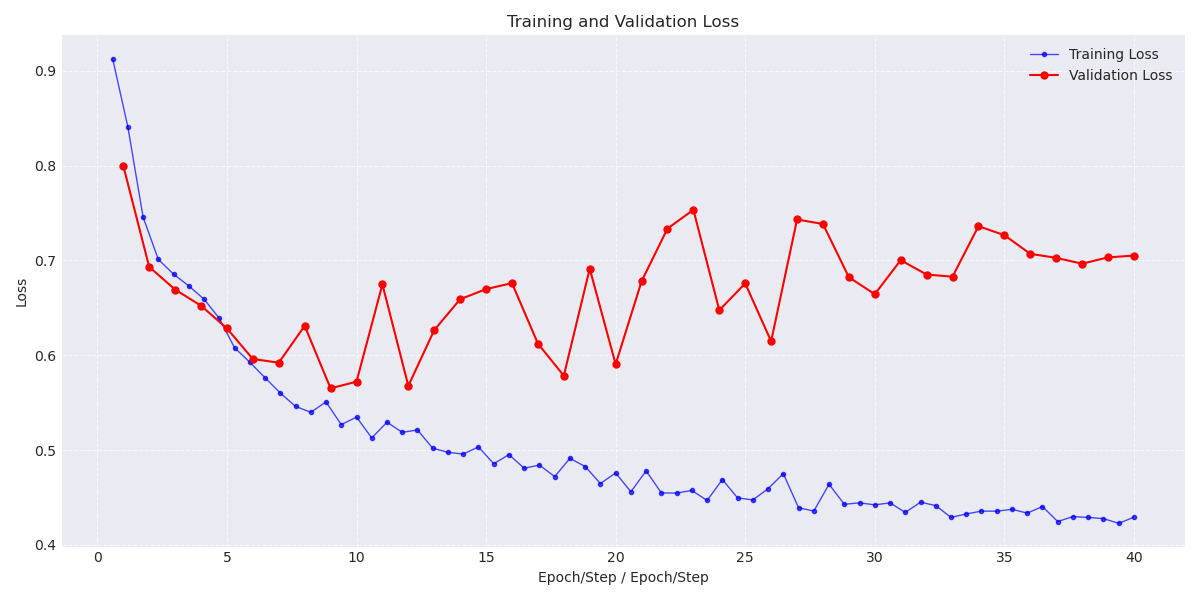 Training and Validation Loss
Training Loss
Validation Loss
Loss
0.9
0.8
0.7
0.6
0.5
0.4
0 5 10 15 20 25 30 35 40
Epoch/Step / Epoch/Step